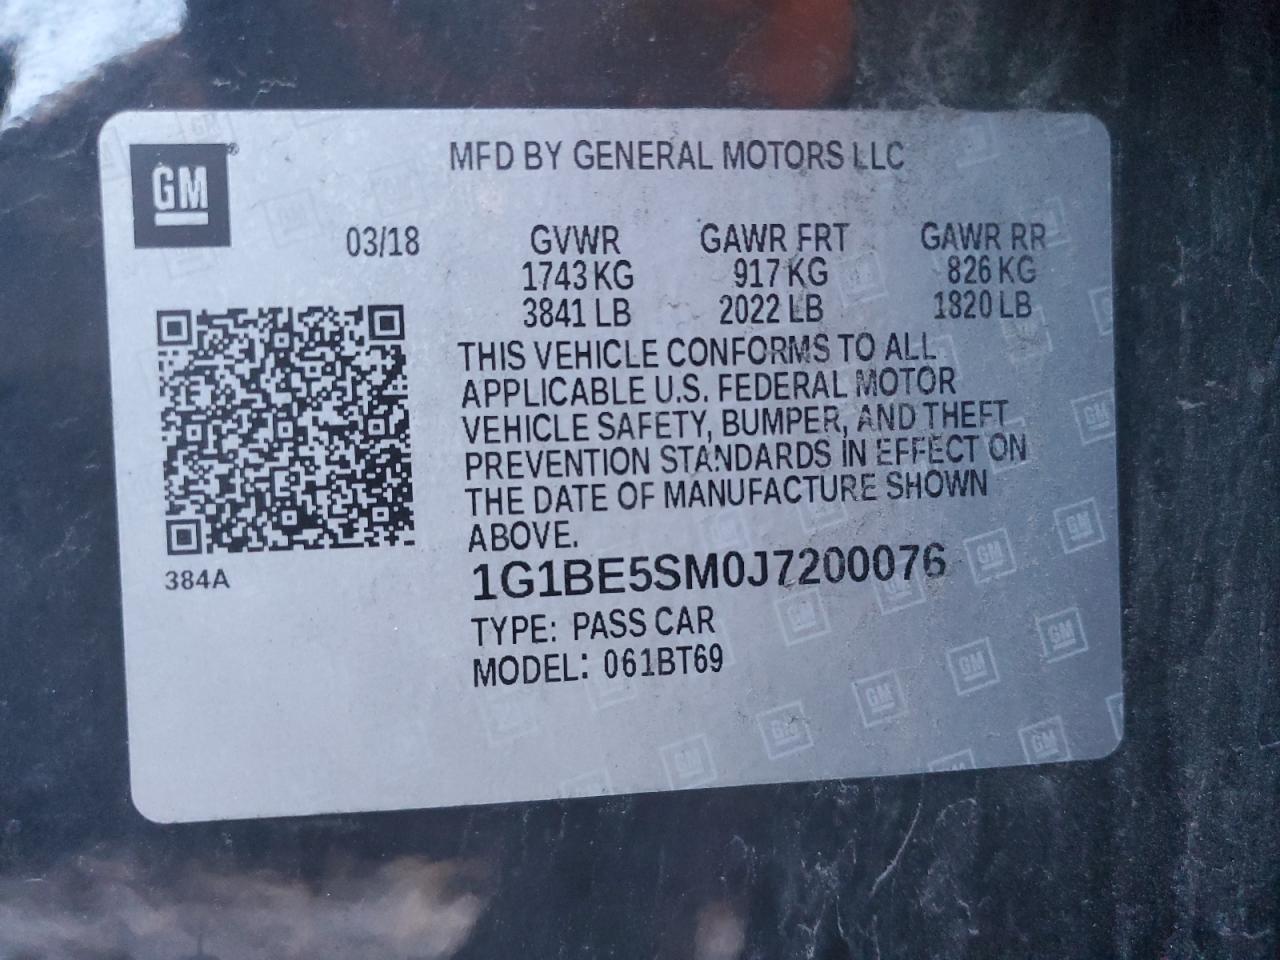 GM
MFD BY GENERAL MOTORS LLC
03/18 GVWR GAWR FRT GAWR RR
1743 KG 917 KG 826 KG
3841 LB 2022 LB 1820 LB
THIS VEHICLE CONFORMS TO ALL
APPLICABLE U.S. FEDERAL MOTOR
VEHICLE SAFETY, BUMPER, AND THEFT
PREVENTION STANDARDS IN EFFECT ON
THE DATE OF MANUFACTURE SHOWN
ABOVE.
384A
1G1BE5SM0J7200076
TYPE: PASS CAR
MODEL: 061BT69